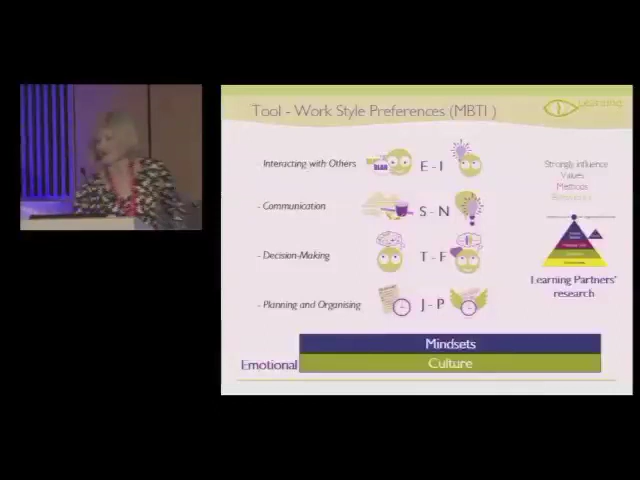 Tool - Work Style Preferences (MBTI )
Learning
- Interacting with Others
E - I
- Communication
S - N
- Decision-Making
T - F
- Planning and Organising
J - P
Strongly influence
Values
Methods
Learning Partners'
research
Mindsets
Emotional
Culture